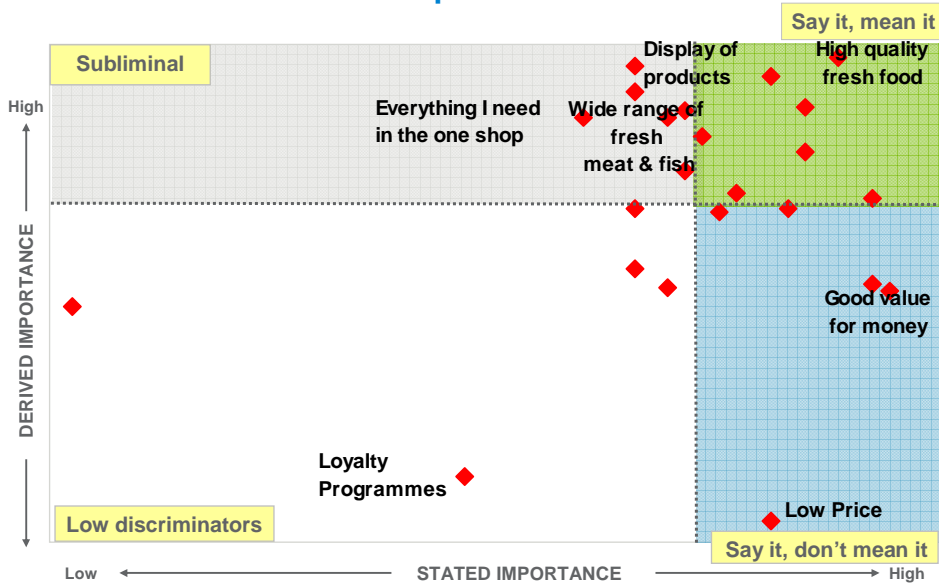 Say it, mean it
Subliminal
Display of
products
High quality
fresh food
High
Everything I need
in the one shop
Wide range of
fresh
meat & fish
DERIVED IMPORTANCE
Good value
for money
Loyalty
Programmes
Low Price
Low discriminators
Say it, don't mean it
Low
STATED IMPORTANCE
High